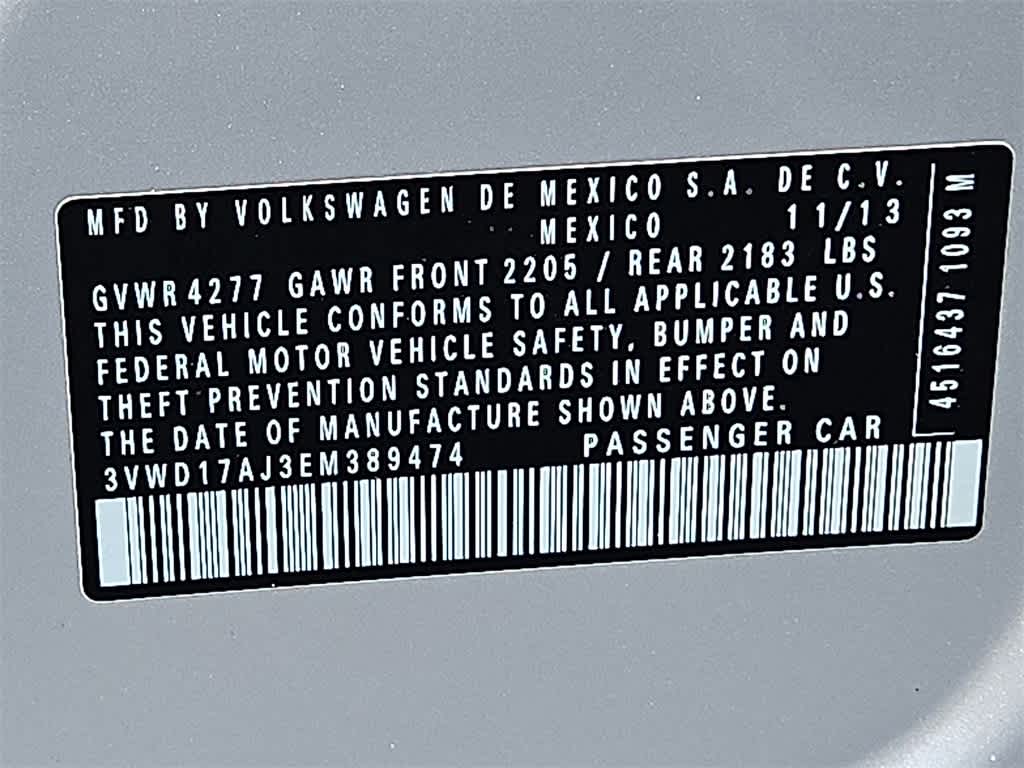 MFD BY VOLKSWAGEN DE MEXICO S.A. DE C.V.
MEXICO 11/13
GVWR 4277 GAWR FRONT 2205 / REAR 2183 LBS
THIS VEHICLE CONFORMS TO ALL APPLICABLE U.S.
FEDERAL MOTOR VEHICLE SAFETY, BUMPER AND
THEFT PREVENTION STANDARDS IN EFFECT ON
THE DATE OF MANUFACTURE SHOWN ABOVE.
3VWD17AJ3EM389474 PASSENGER CAR
4516437 1093 M